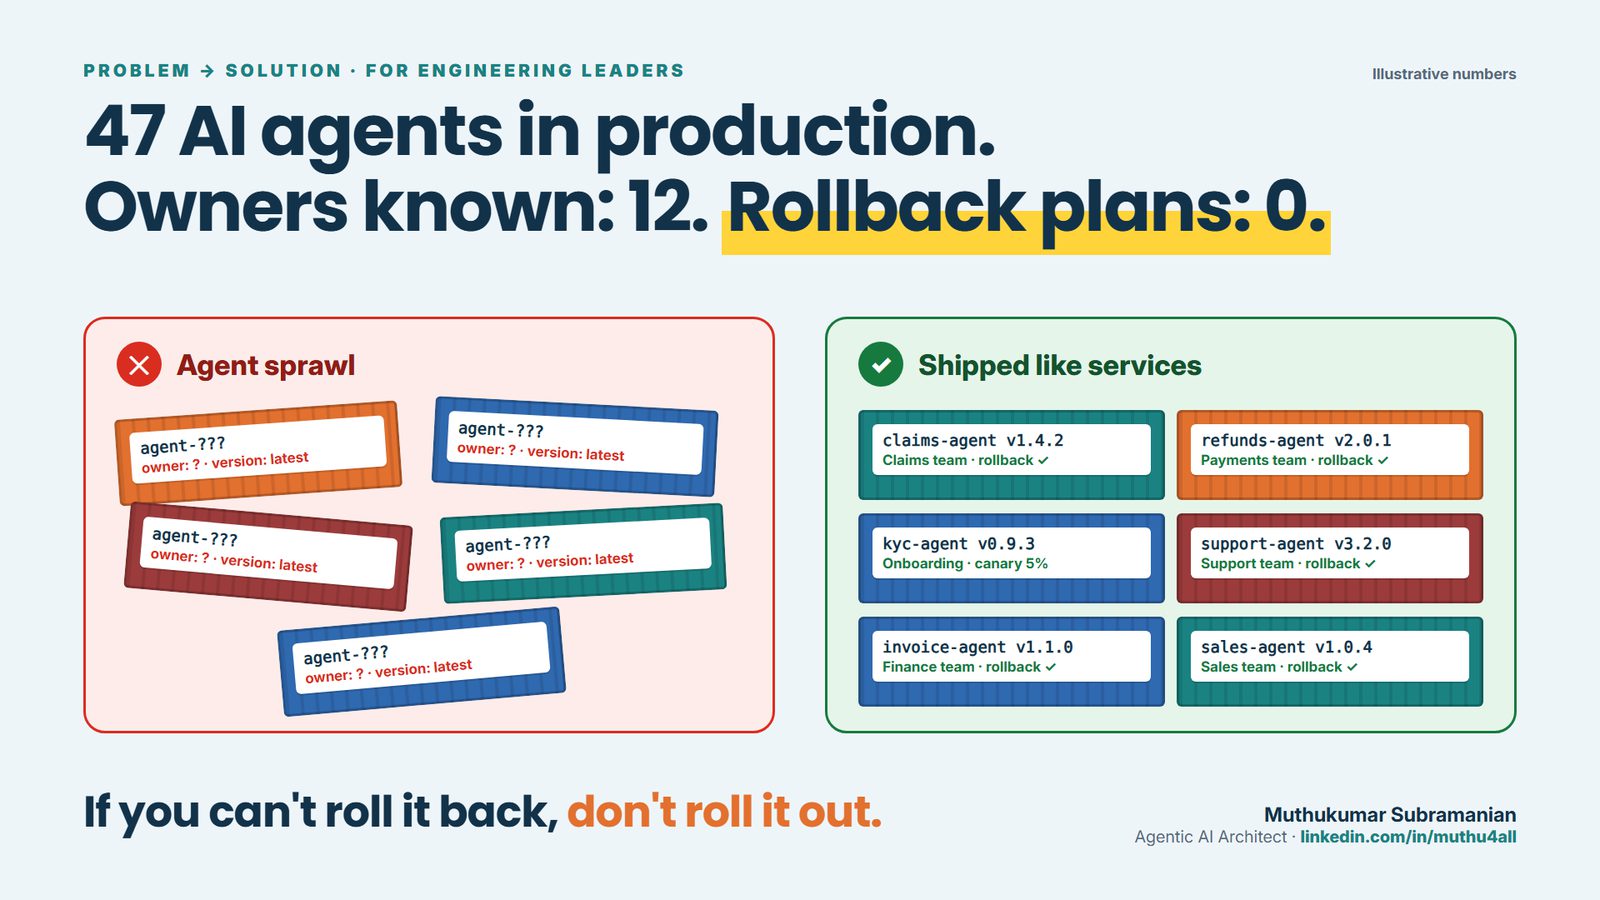 PROBLEM → SOLUTION · FOR ENGINEERING LEADERS
Illustrative numbers
47 AI agents in production.
Owners known: 12. Rollback plans: 0.
Agent sprawl
agent-???
owner: ? · version: latest
agent-???
owner: ? · version: latest
agent-???
owner: ? · version: latest
agent-???
owner: ? · version: latest
agent-???
owner: ? · version: latest
Shipped like services
claims-agent v1.4.2
Claims team · rollback ✓
refunds-agent v2.0.1
Payments team · rollback ✓
kyc-agent v0.9.3
Onboarding · canary 5%
support-agent v3.2.0
Support team · rollback ✓
invoice-agent v1.1.0
Finance team · rollback ✓
sales-agent v1.0.4
Sales team · rollback ✓
If you can't roll it back, don't roll it out.
Muthukumar Subramanian
Agentic AI Architect · linkedin.com/in/muthu4all